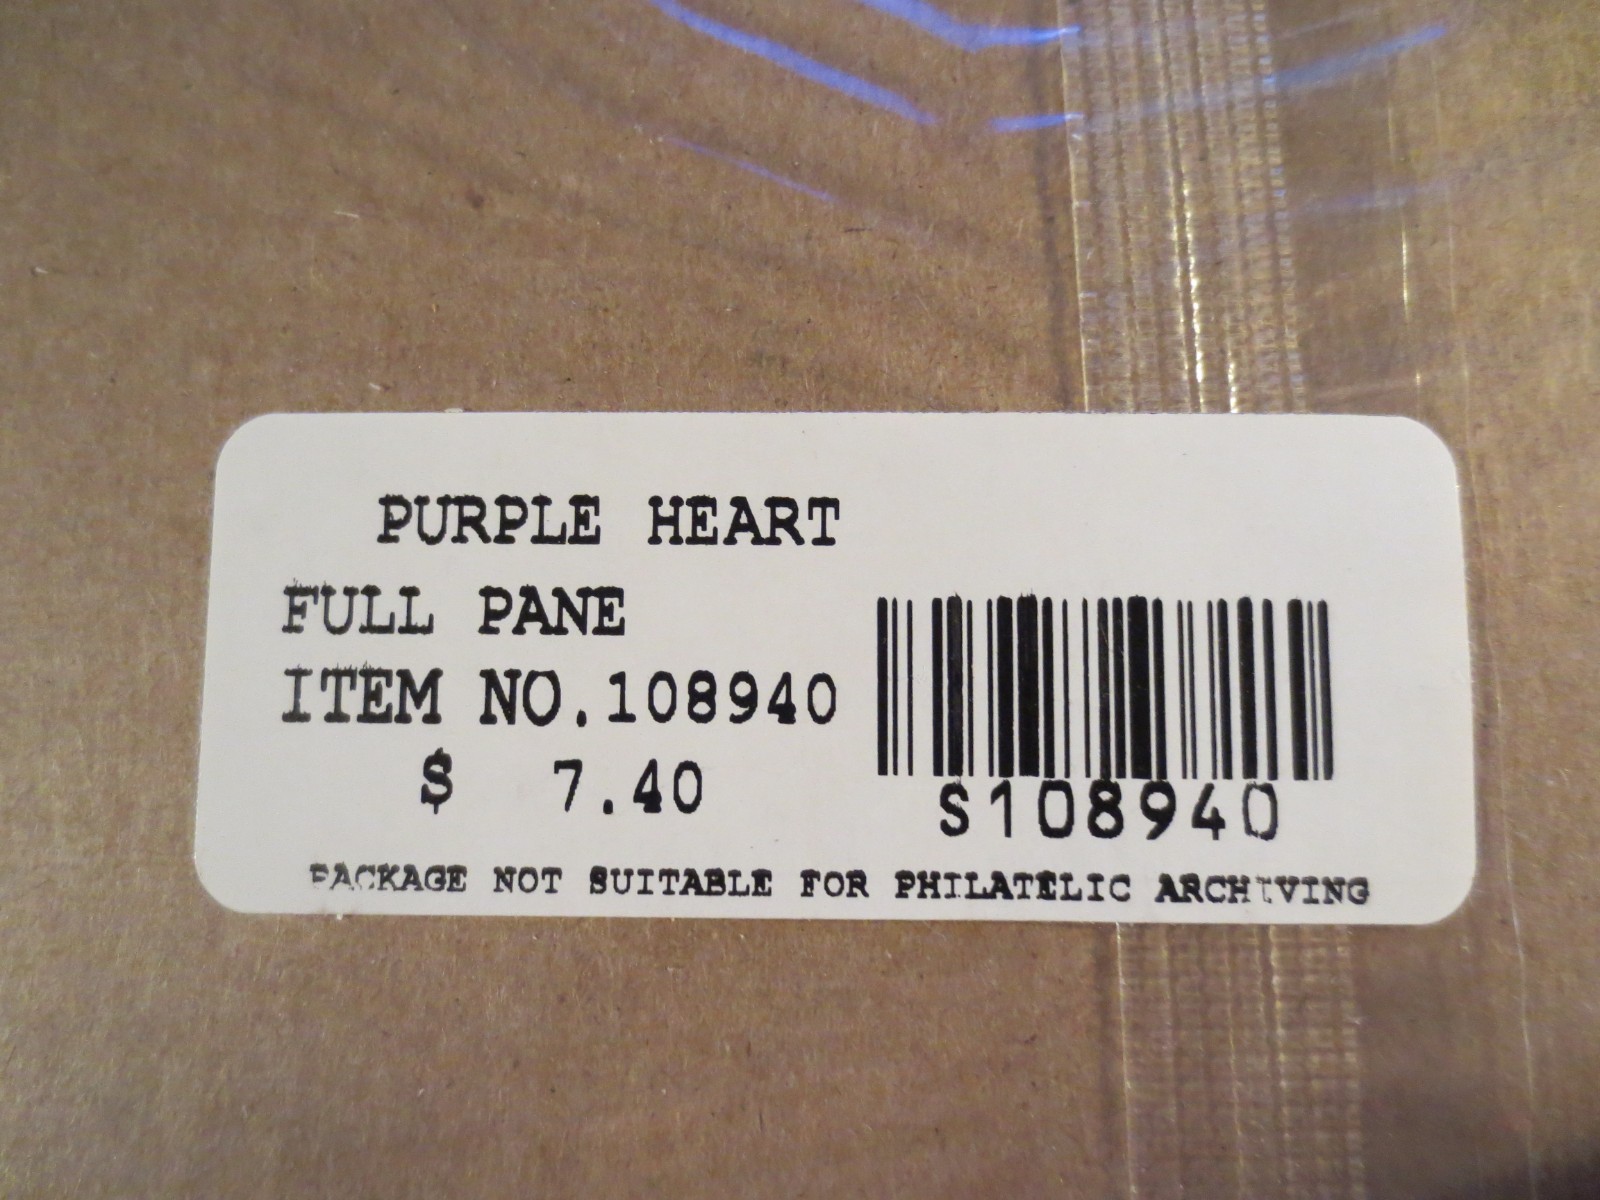 PURPLE HEART
FULL PANE
ITEM NO.108940
$ 7.40
S108940
PACKAGE NOT SUITABLE FOR PHILATELIC ARCHIVING